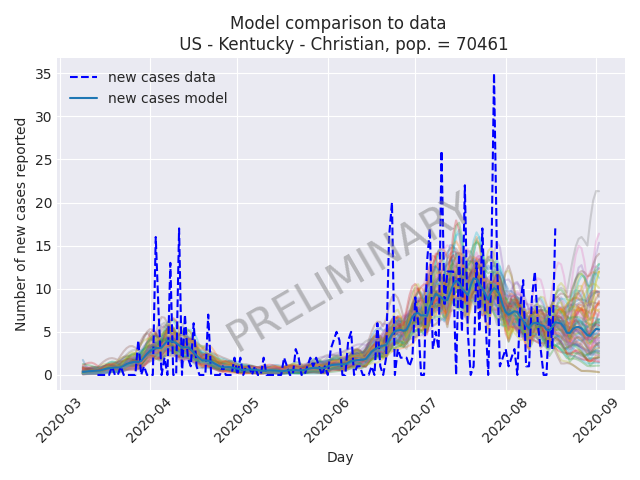 Model comparison to data
US - Kentucky - Christian, pop. = 70461
new cases data
new cases model
PRELIMINARY
Number of new cases reported
35
30
25
20
15
10
5
0
2020-03
2020-04
2020-05
2020-06
2020-07
2020-08
2020-09
Day